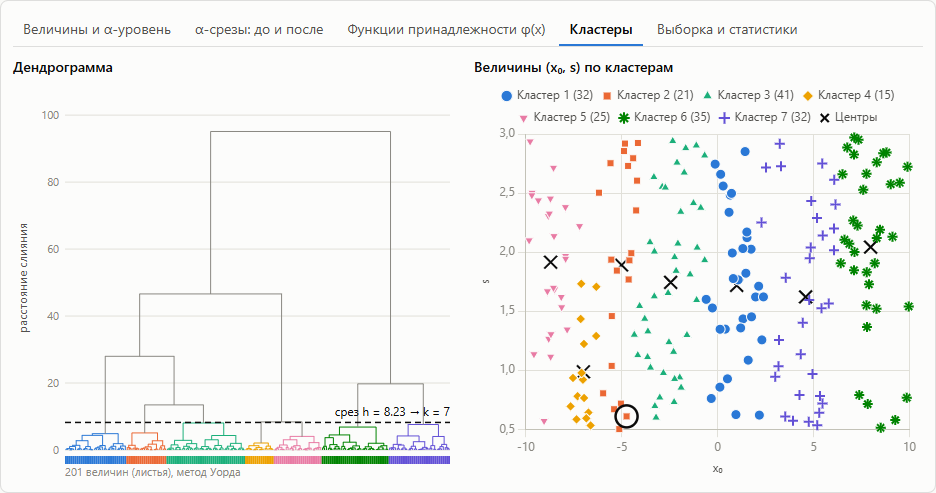 Величины и α-уровень α-срезы: до и после Функции принадлежности φ(x) Кластеры Выборка и статистики
Дендрограмма
100
80
60
40
20
0
расстояние слияния
срез h = 8.23 → k = 7
201 величин (листья), метод Уорда
Величины (x₀, s) по кластерам
Кластер 1 (32) Кластер 2 (21) Кластер 3 (41) Кластер 4 (15)
Кластер 5 (25) Кластер 6 (35) Кластер 7 (32) Центры
3,0
2,5
2,0
1,5
1,0
0,5
s
-10 -5 0 5 10
x₀